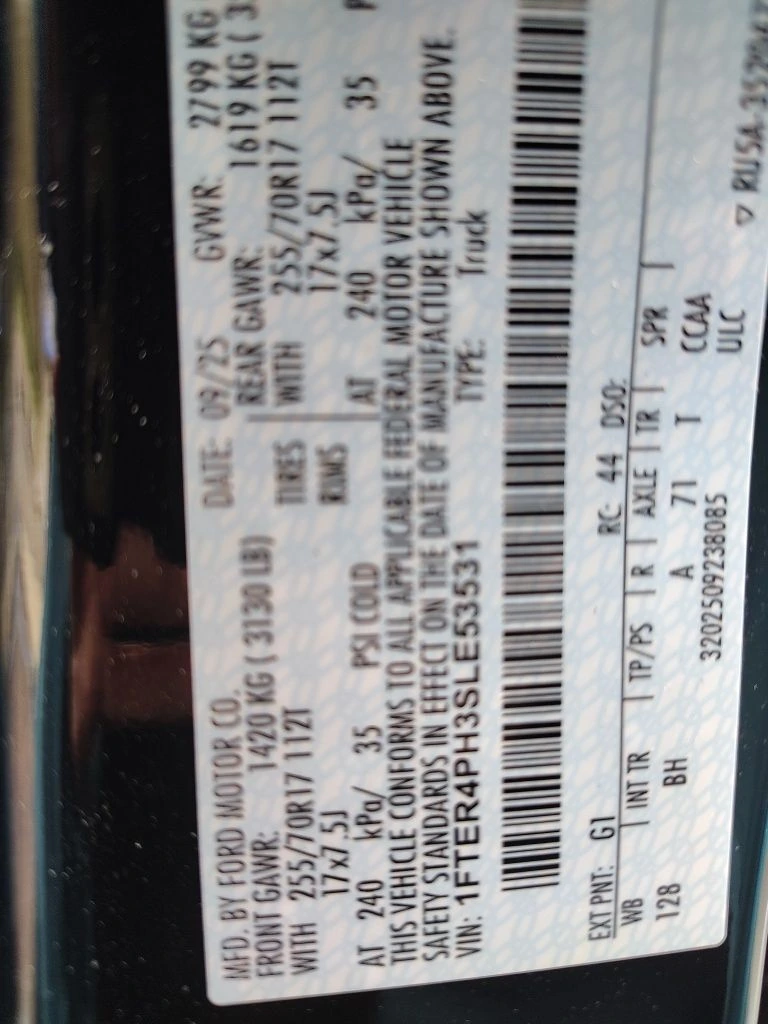 MFD. BY FORD MOTOR CO.
DATE: 09/25 GVWR: 2799 KG
FRONT GAWR: 1420 KG ( 3130 LB)
REAR GAWR: 1619 KG ( 3
WITH 255/70R17 112T
TIRES WITH 255/70R17 112T
17x7.5J
RIMS 17x7.5J
AT 240 kPa/ 35 PSI COLD
AT 240 kPa/ 35 P
THIS VEHICLE CONFORMS TO ALL APPLICABLE FEDERAL MOTOR VEHICLE
SAFETY STANDARDS IN EFFECT ON THE DATE OF MANUFACTURE SHOWN ABOVE.
VIN: 1FTER4PH3SLE53531 TYPE: Truck
EXT PNT: G1 RC: 44 DSO:
WB INT TR TP/PS R AXLE TR SPR
128 BH A 71 T CCAA
3202509238085 ULC